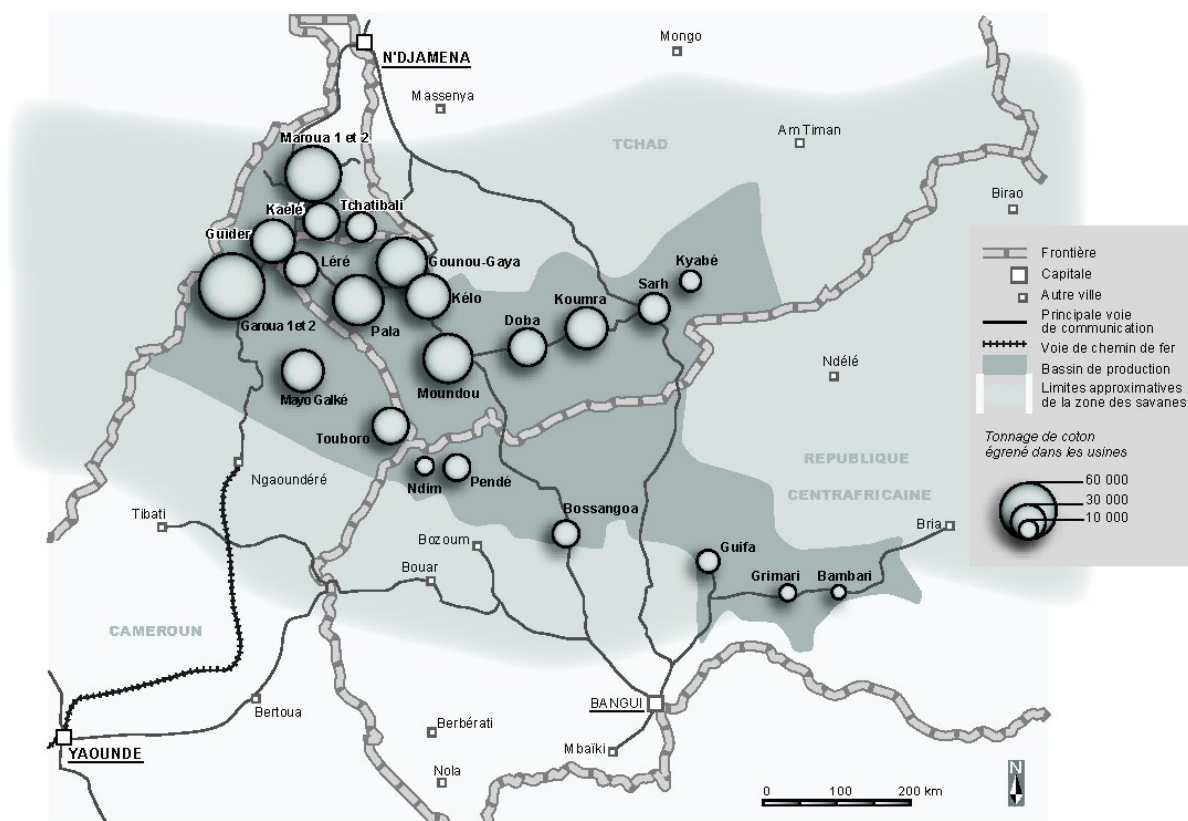 N'DJAMENA
Mongo
Massenya
Am Timan
TCHAD
Maroua 1 et 2
Birao
Kaélé
Tchatibali
Guider
Léré
Gounou-Gaya
Kyabé
Sarh
Kélo
Koumra
Garoua 1 et 2
Pala
Doba
Moundou
Ndélé
Mayo Galké
Touboro
Ndim
Pendé
REPUBLIQUE
CENTRAFRICAINE
Ngaoundéré
Tibati
Bossangoa
Bria
Bozoum
Guifa
Bouar
Grimari
Bambari
CAMEROUN
Bertoua
BANGUI
Berbérati
YAOUNDE
Mbaïki
Nola
Frontière
Capitale
Autre ville
Principale voie
de communication
Voie de chemin de fer
Bassin de production
Limites approximatives
de la zone des savanes
Tonnage de coton
égrené dans les usines
60 000
30 000
10 000
N
0 100 200 km